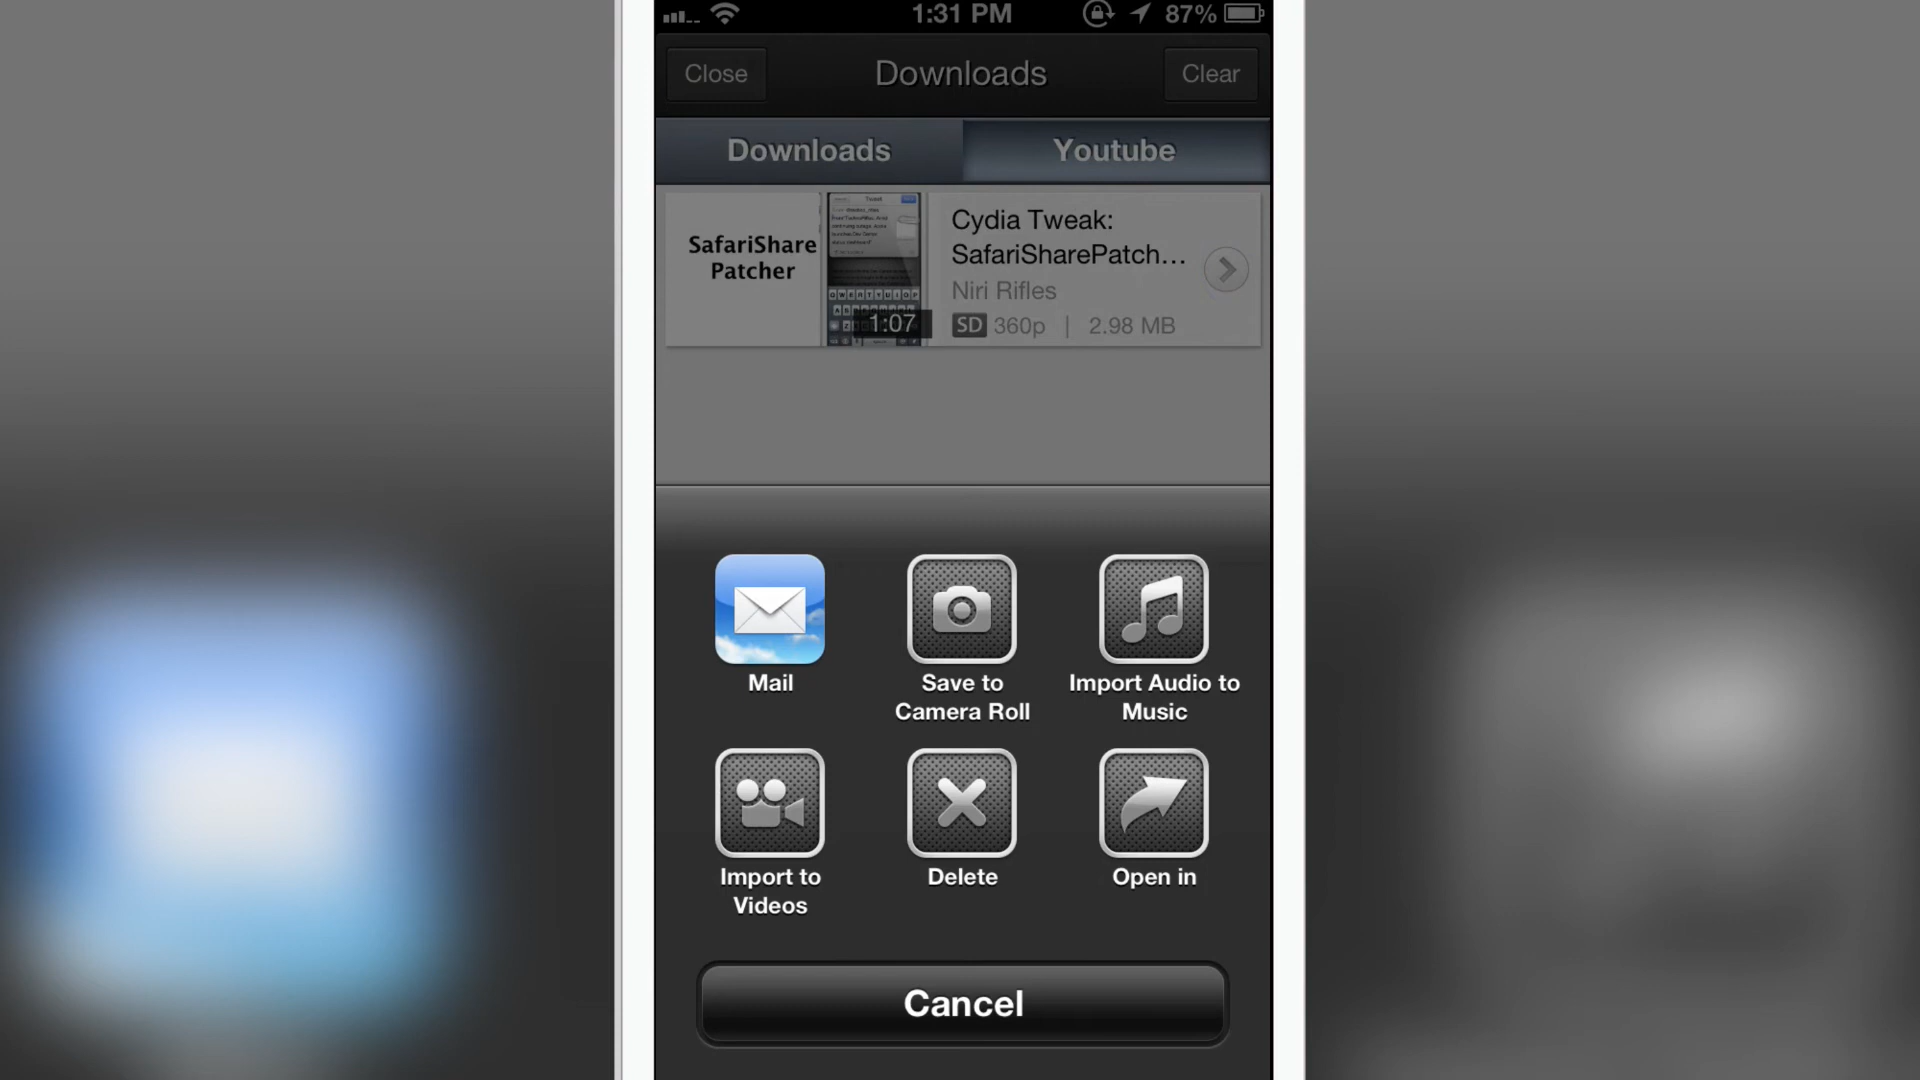 1:31 PM 87%
Close Downloads Clear
Downloads Youtube
SafariShare
Patcher
1:07
Cydia Tweak:
SafariSharePatch...
Niri Rifles
SD 360p | 2.98 MB
Mail
Save to
Camera Roll
Import Audio to
Music
Import to
Videos
Delete
Open in
Cancel